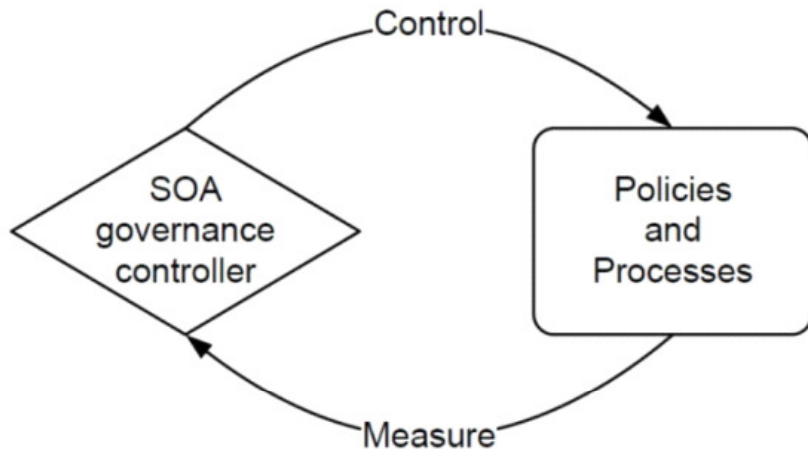 Control
SOA
governance
controller
Policies
and
Processes
Measure